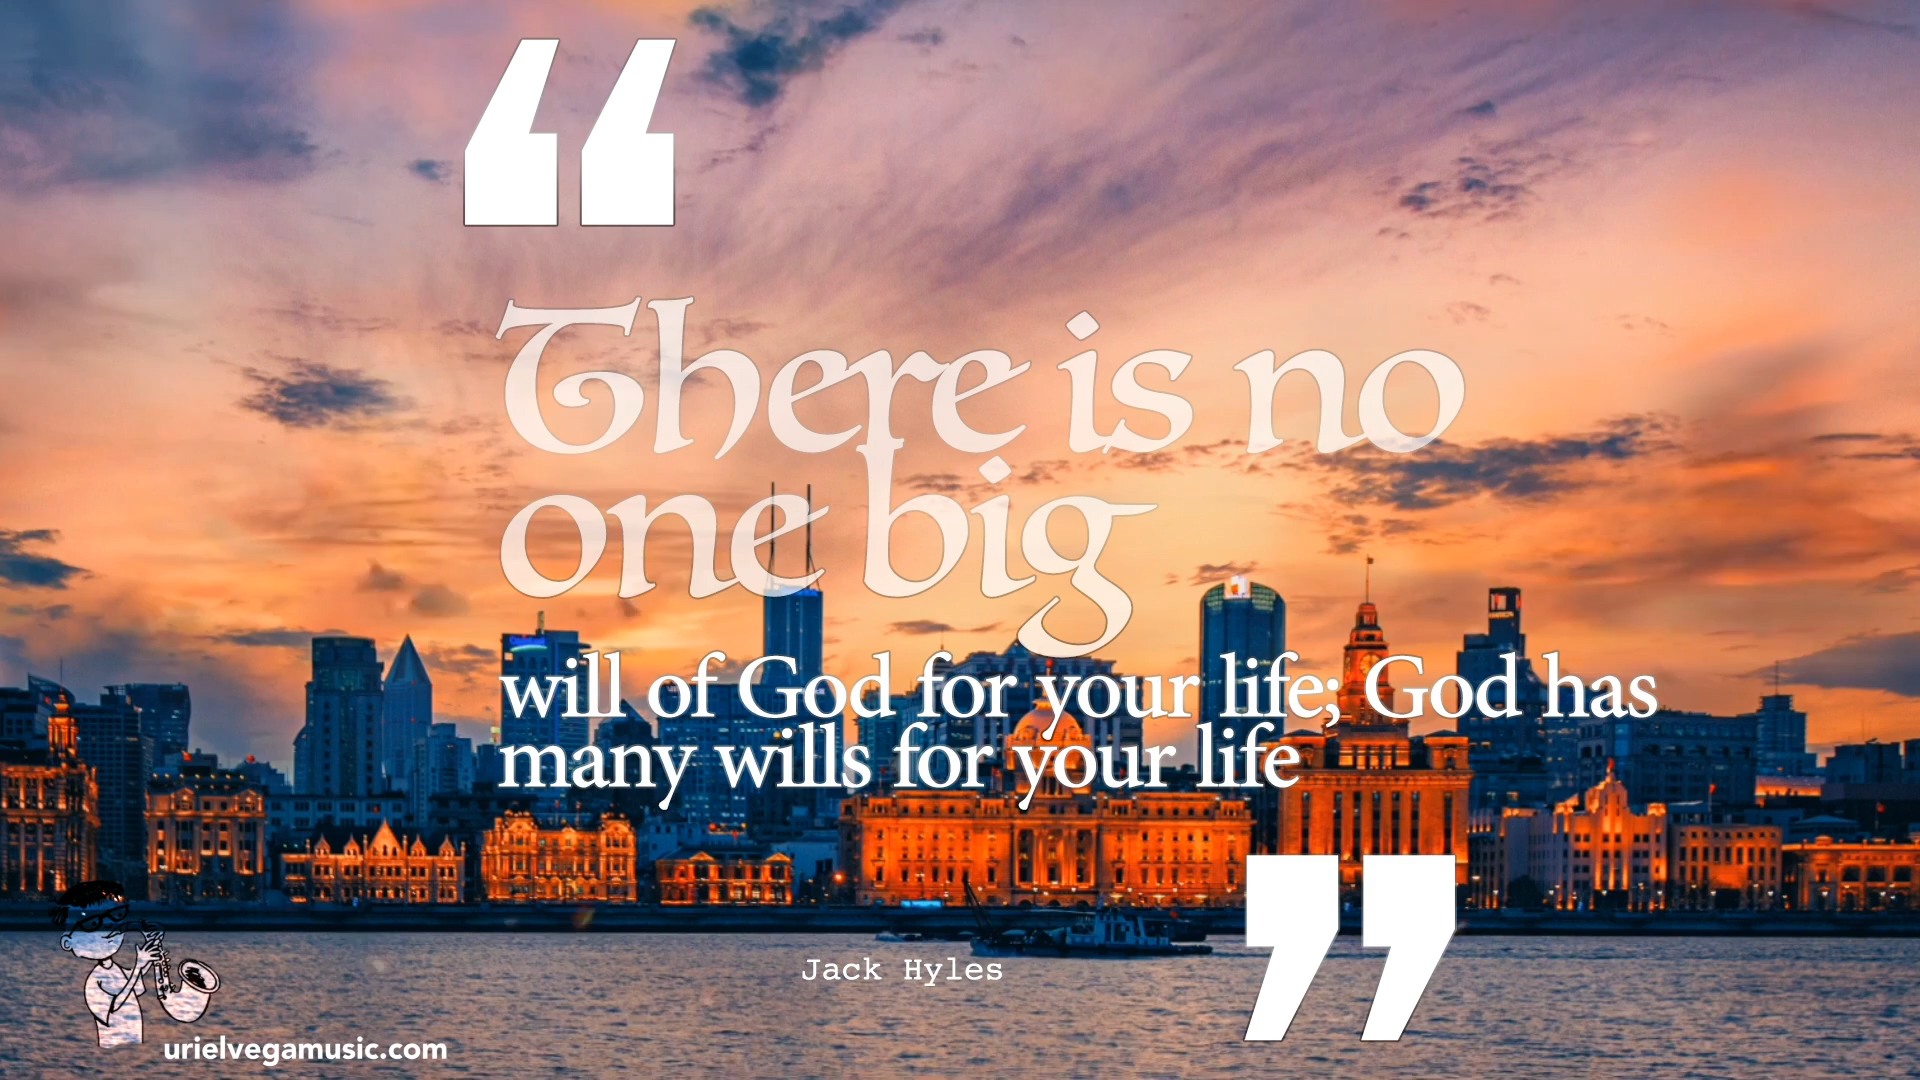 “
There is no
one big
will of God for your life; God has
many wills for your life
”
Jack Hyles
urielvegamusic.com